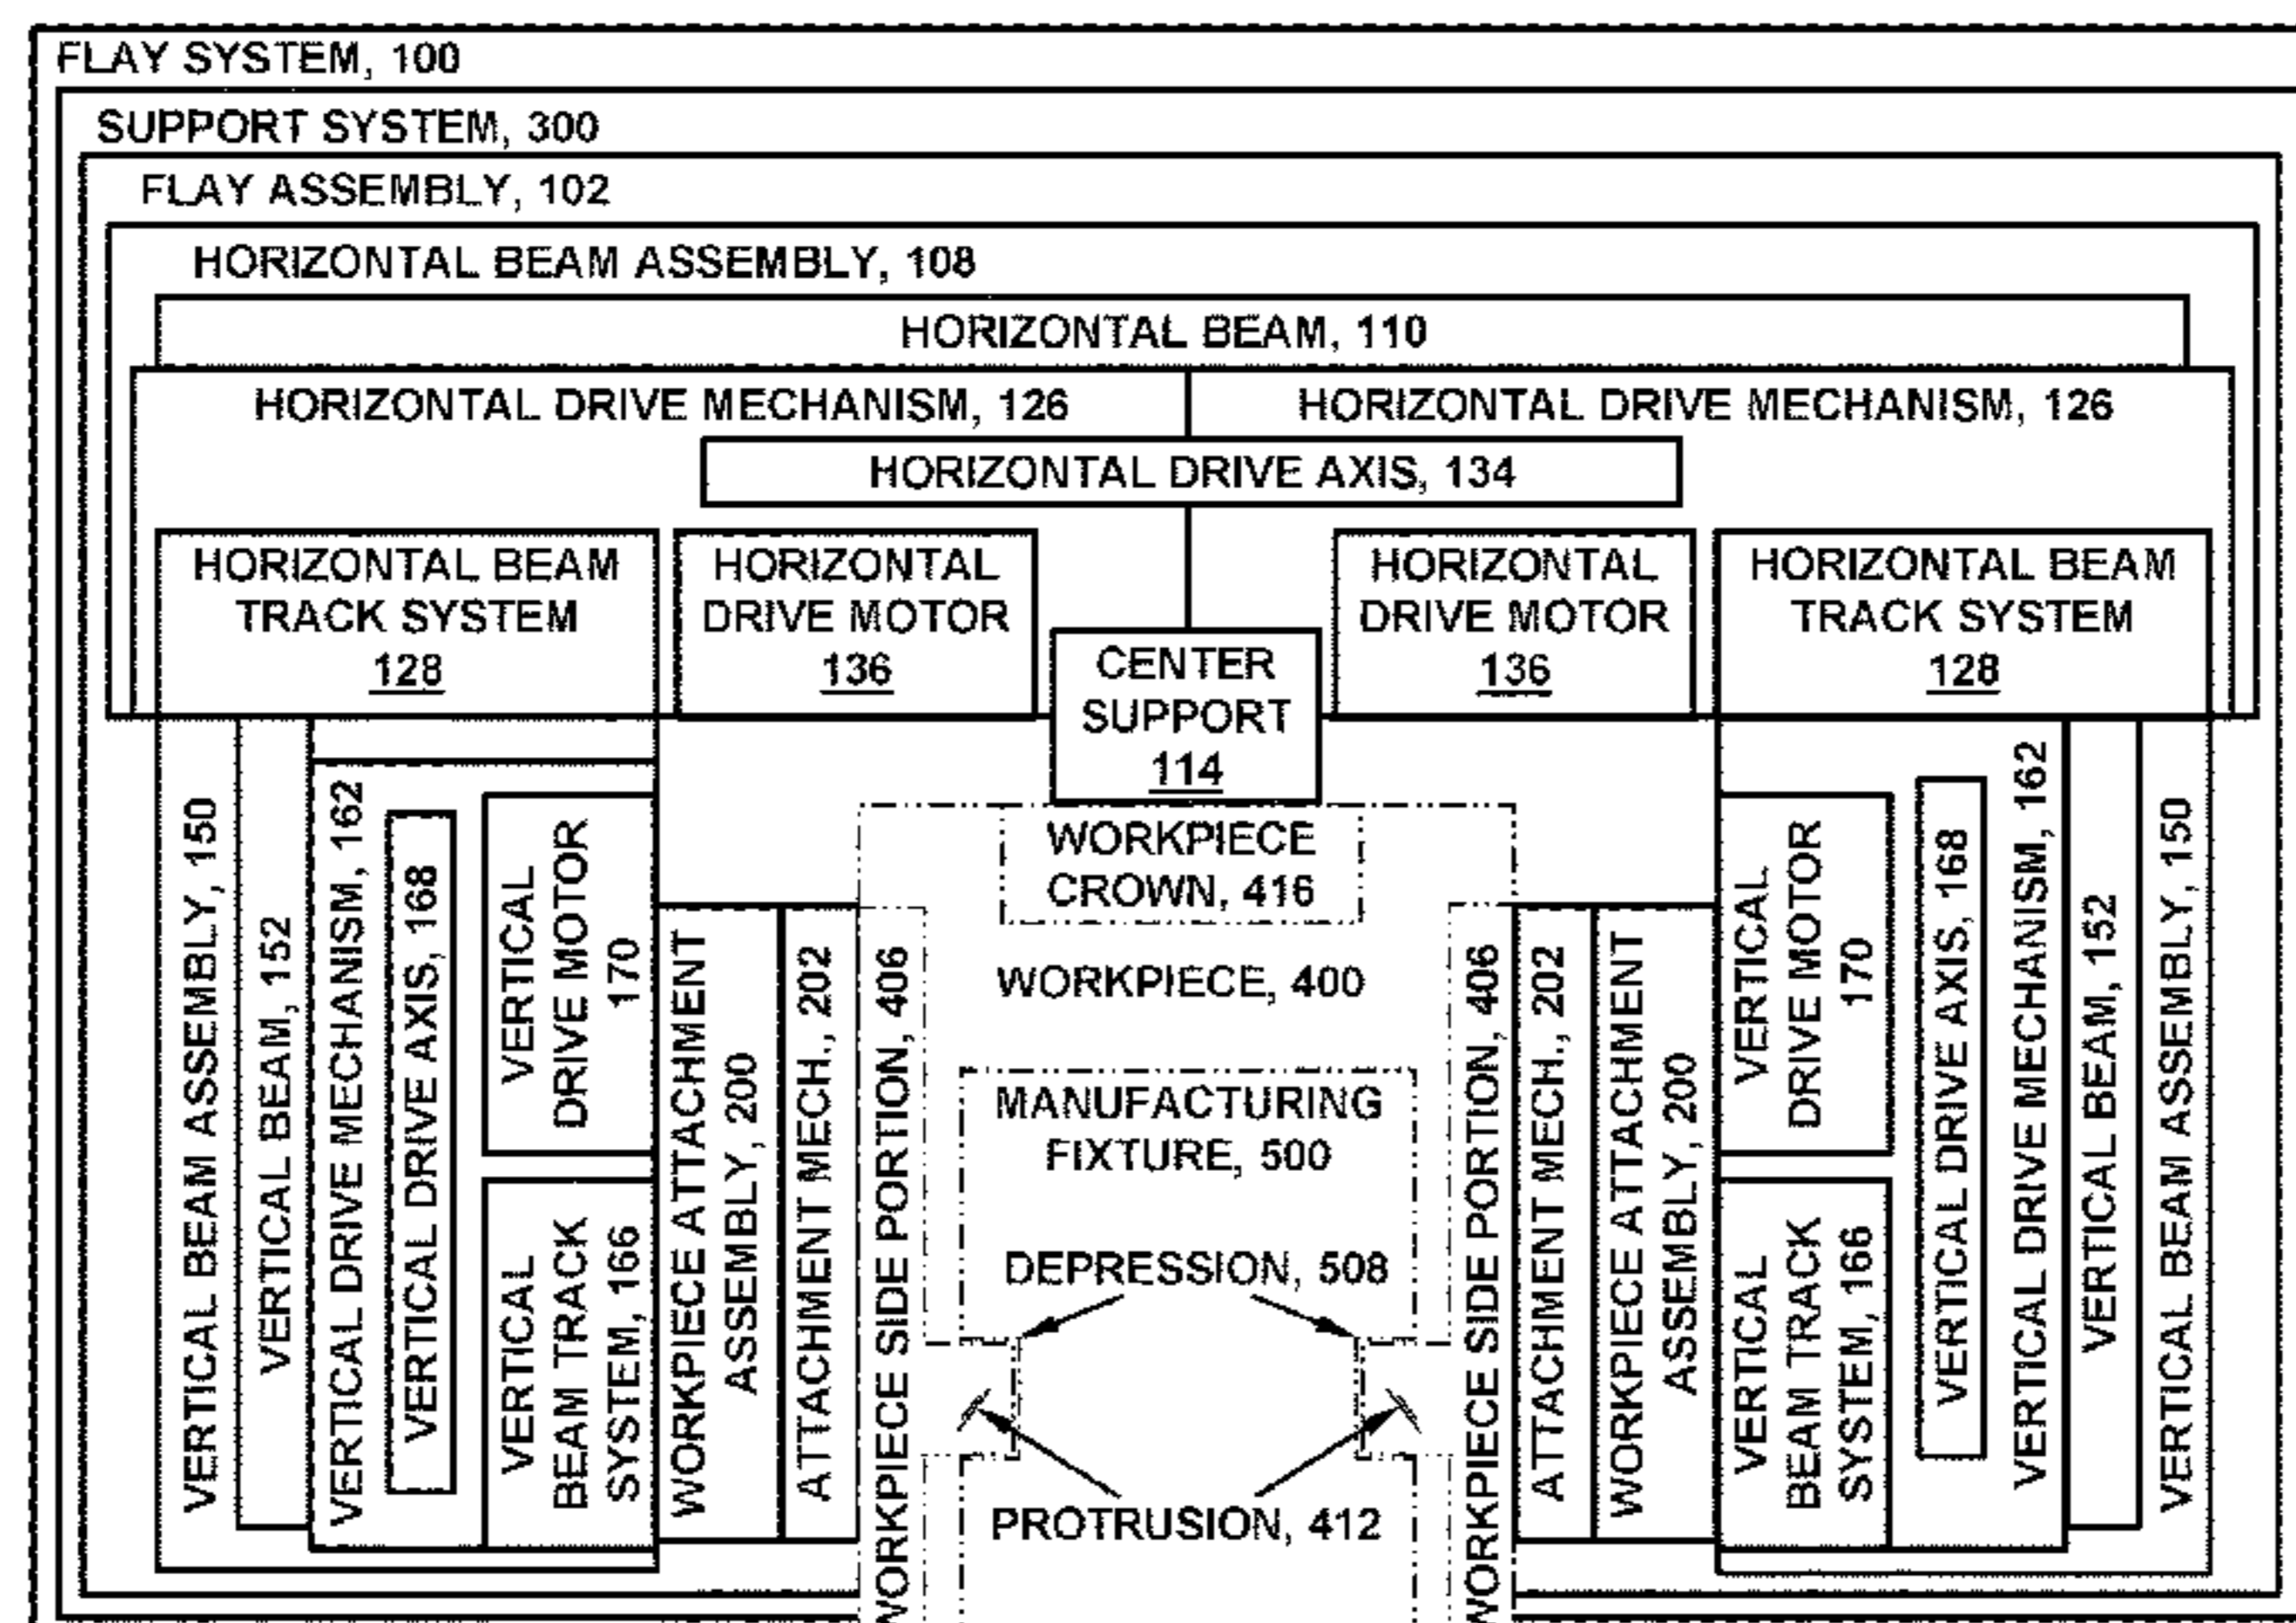 FLAY SYSTEM, 100
SUPPORT SYSTEM, 300
FLAY ASSEMBLY, 102
HORIZONTAL BEAM ASSEMBLY, 108
HORIZONTAL BEAM, 110
HORIZONTAL DRIVE MECHANISM, 126
HORIZONTAL DRIVE MECHANISM, 126
HORIZONTAL DRIVE AXIS, 134
HORIZONTAL BEAM
TRACK SYSTEM
128
HORIZONTAL
DRIVE MOTOR
136
CENTER
SUPPORT
114
HORIZONTAL
DRIVE MOTOR
136
HORIZONTAL BEAM
TRACK SYSTEM
128
VERTICAL BEAM ASSEMBLY, 150
VERTICAL BEAM, 152
VERTICAL DRIVE MECHANISM, 162
VERTICAL DRIVE AXIS, 168
VERTICAL
DRIVE MOTOR
170
VERTICAL
BEAM TRACK
SYSTEM, 166
WORKPIECE ATTACHMENT
ASSEMBLY, 200
ATTACHMENT MECH., 202
WORKPIECE SIDE PORTION, 406
WORKPIECE
CROWN, 416
WORKPIECE, 400
MANUFACTURING
FIXTURE, 500
DEPRESSION, 508
PROTRUSION, 412
WORKPIECE SIDE PORTION, 406
ATTACHMENT MECH., 202
WORKPIECE ATTACHMENT
ASSEMBLY, 200
VERTICAL
DRIVE MOTOR
170
VERTICAL
BEAM TRACK
SYSTEM, 166
VERTICAL DRIVE AXIS, 168
VERTICAL DRIVE MECHANISM, 162
VERTICAL BEAM, 152
VERTICAL BEAM ASSEMBLY, 150